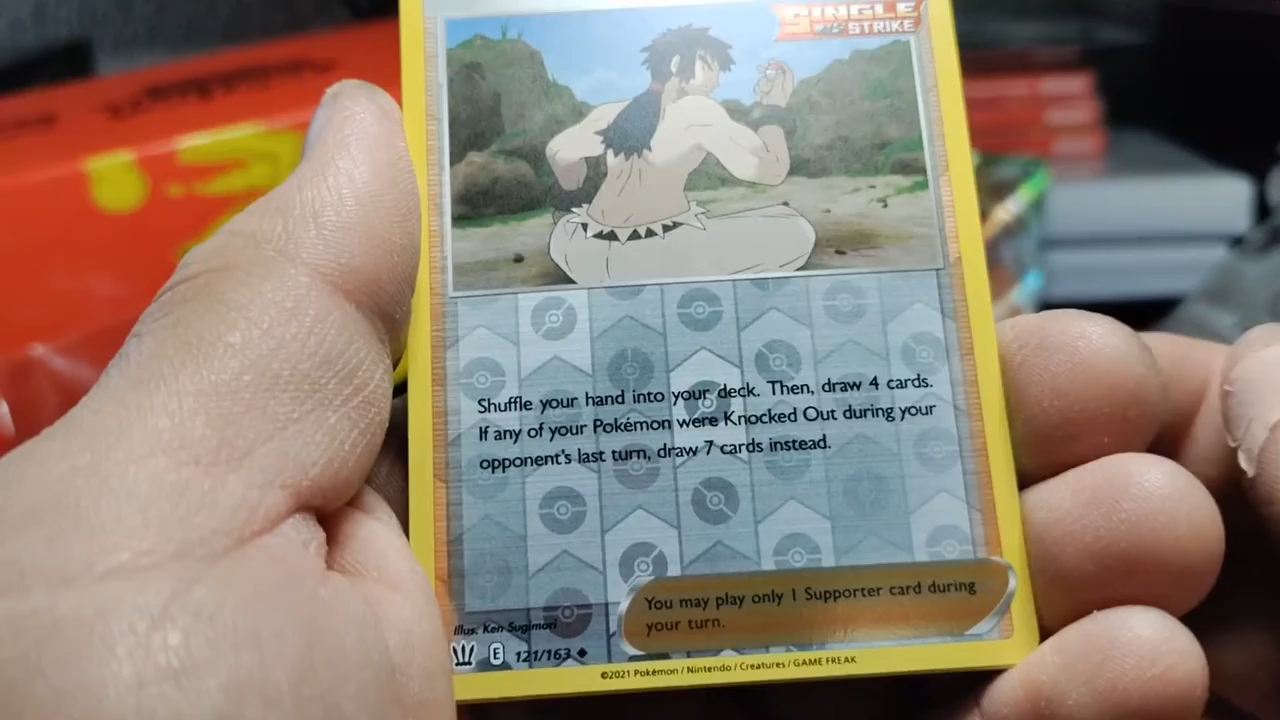 SINGLE
STRIKE
Shuffle your hand into your deck. Then, draw 4 cards.
If any of your Pokémon were Knocked Out during your
opponent's last turn, draw 7 cards instead.
You may play only 1 Supporter card during
your turn.
Illus. Ken Sugimori
E 121/163
©2021 Pokémon / Nintendo / Creatures / GAME FREAK